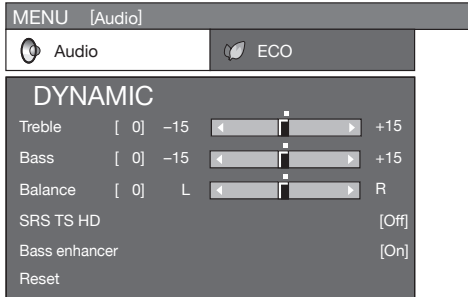 MENU [Audio]
Audio ECO
DYNAMIC
Treble [ 0] –15 +15
Bass [ 0] –15 +15
Balance [ 0] L R
SRS TS HD [Off]
Bass enhancer [On]
Reset